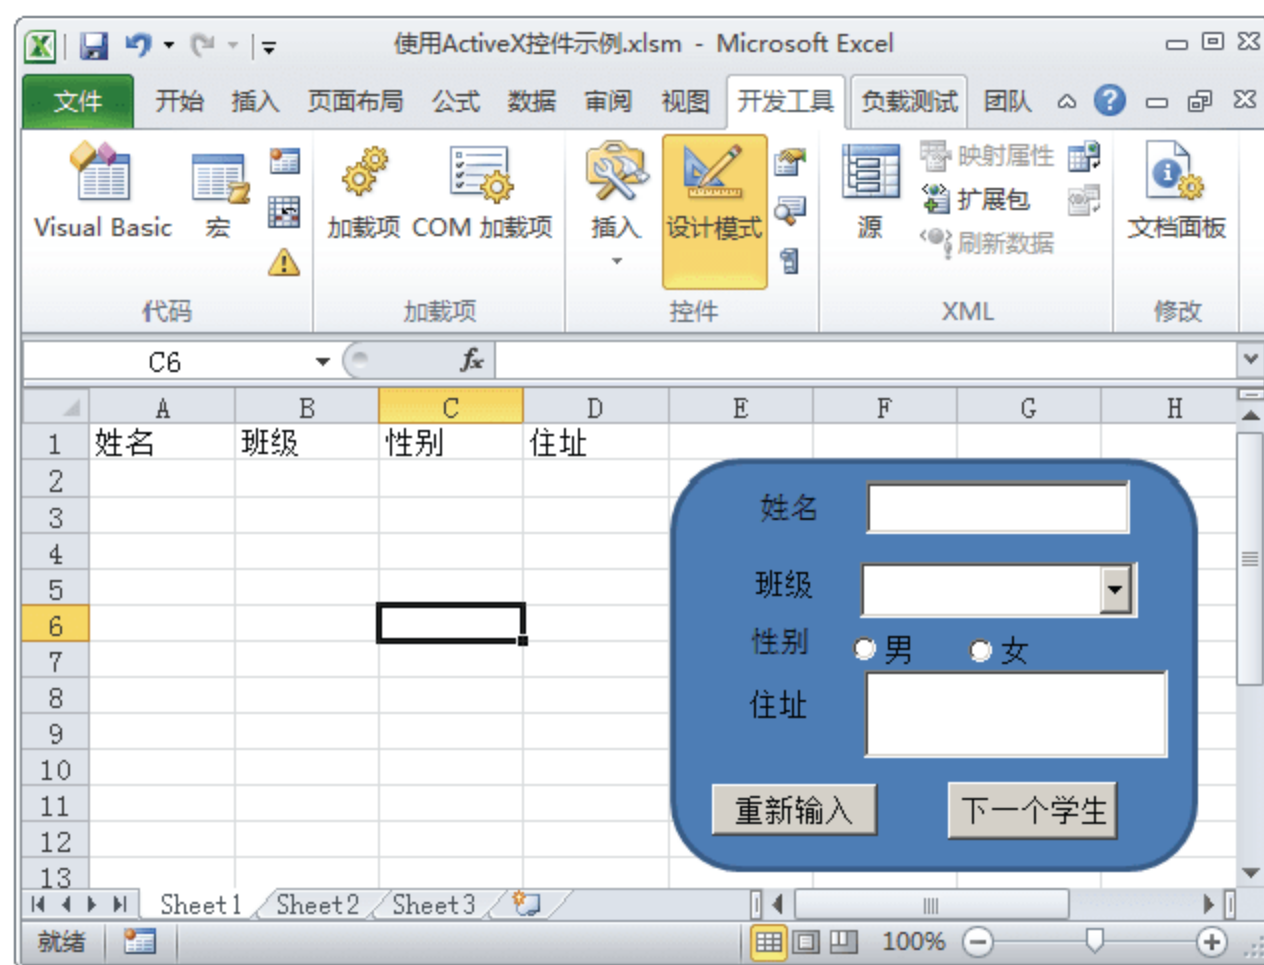 使用ActiveX控件示例.xlsm - Microsoft Excel
文件 开始 插入 页面布局 公式 数据 审阅 视图 开发工具 负载测试 团队
Visual Basic 宏 加载项 COM 加载项 插入 设计模式 源 映射属性 扩展包 刷新数据 文档面板
代码 加载项 控件 XML 修改
C6 fx
A B C D E F G H
1 姓名 班级 性别 住址
2
3 姓名
4
5 班级
6
7 性别 男 女
8 住址
9
10
11 重新输入 下一个学生
12
13
Sheet1 Sheet2 Sheet3
就绪 100%